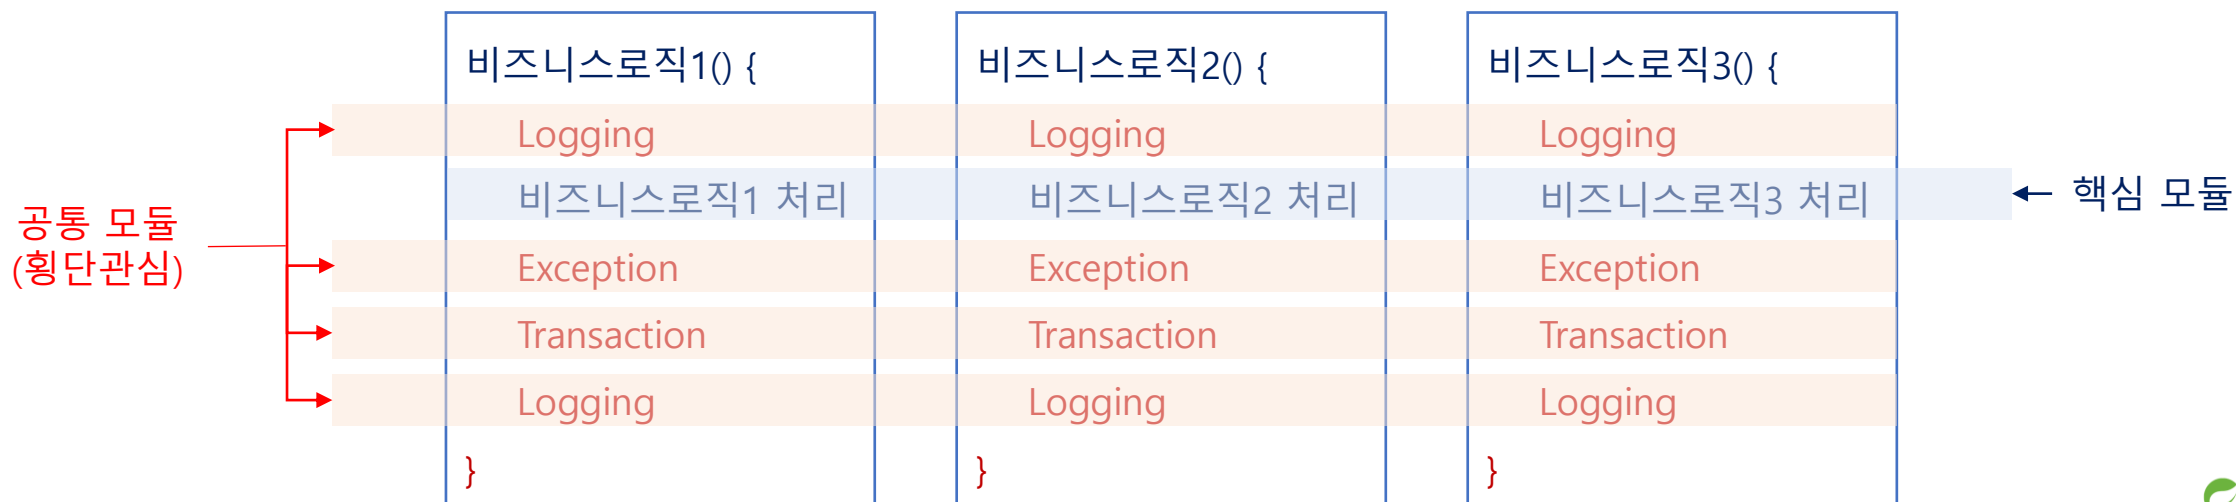 비즈니스로직1() {
비즈니스로직2() {
비즈니스로직3() {
Logging
Logging
Logging
비즈니스로직1 처리
비즈니스로직2 처리
비즈니스로직3 처리
핵심 모듈
공통 모듈
(횡단관심)
Exception
Exception
Exception
Transaction
Transaction
Transaction
Logging
Logging
Logging
}
}
}